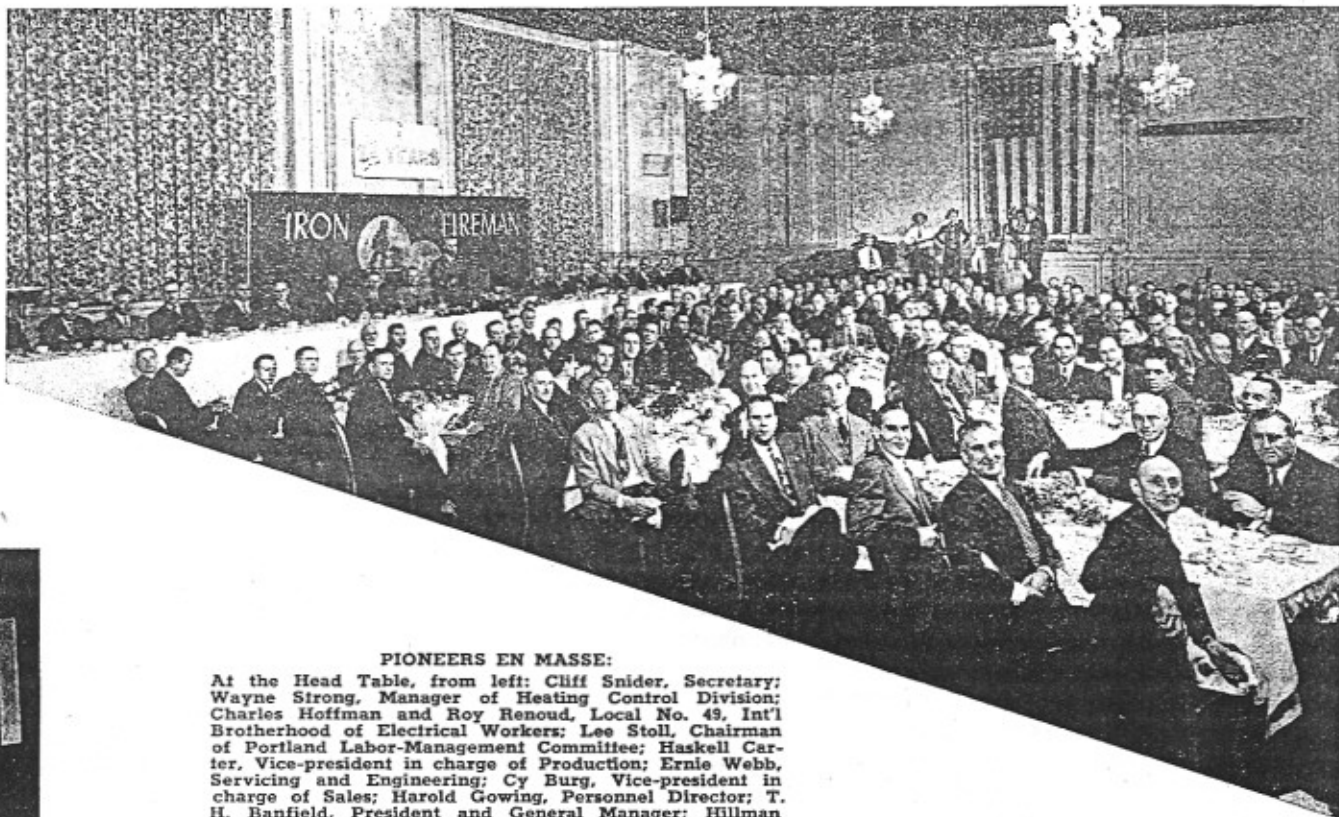 YEARS
IRON FIREMAN
PIONEERS EN MASSE:
At the Head Table, from left: Cliff Snider, Secretary;
Wayne Strong, Manager of Heating Control Division;
Charles Hoffman and Roy Renoud, Local No. 49, Int'l
Brotherhood of Electrical Workers; Lee Stoll, Chairman
of Portland Labor-Management Committee; Haskell Car-
ter, Vice-president in charge of Production; Ernie Webb,
Servicing and Engineering; Cy Burg, Vice-president in
charge of Sales; Harold Gowing, Personnel Director; T.
H. Banfield, President and General Manager; Hillman